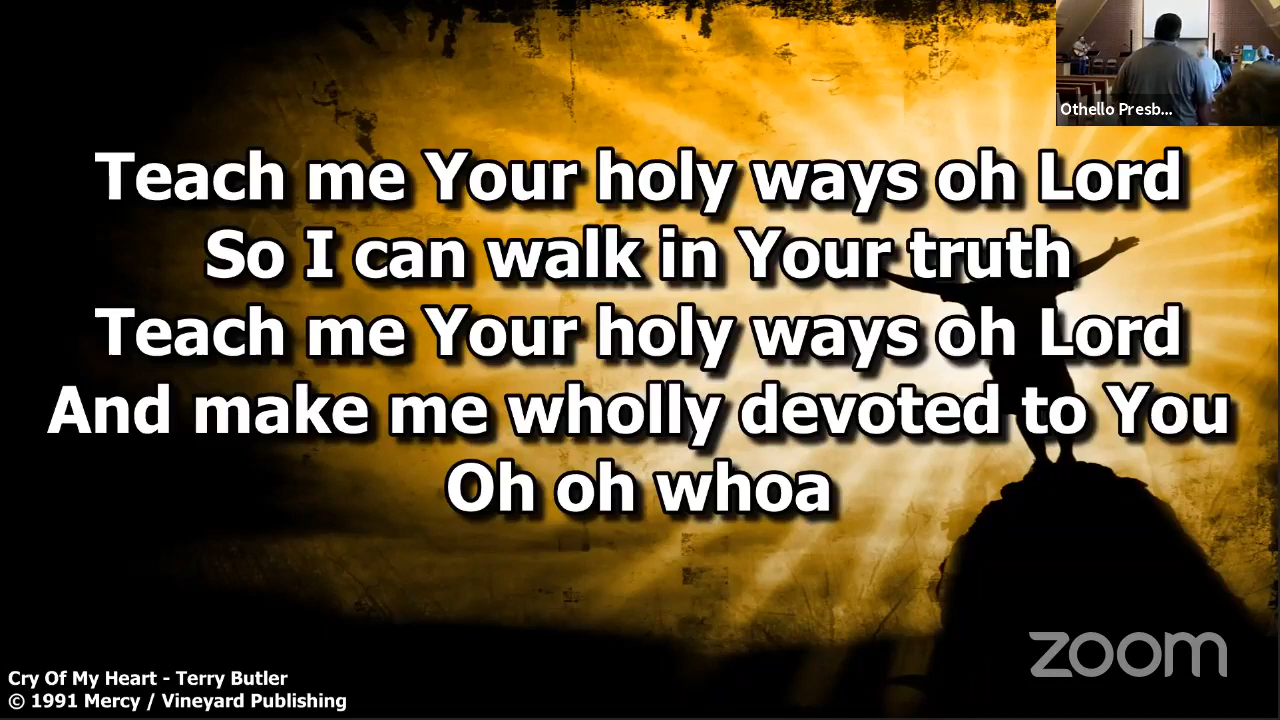 Othello Presb...
Teach me Your holy ways oh Lord
So I can walk in Your truth
Teach me Your holy ways oh Lord
And make me wholly devoted to You
Oh oh whoa
zoom
Cry Of My Heart - Terry Butler
© 1991 Mercy / Vineyard Publishing